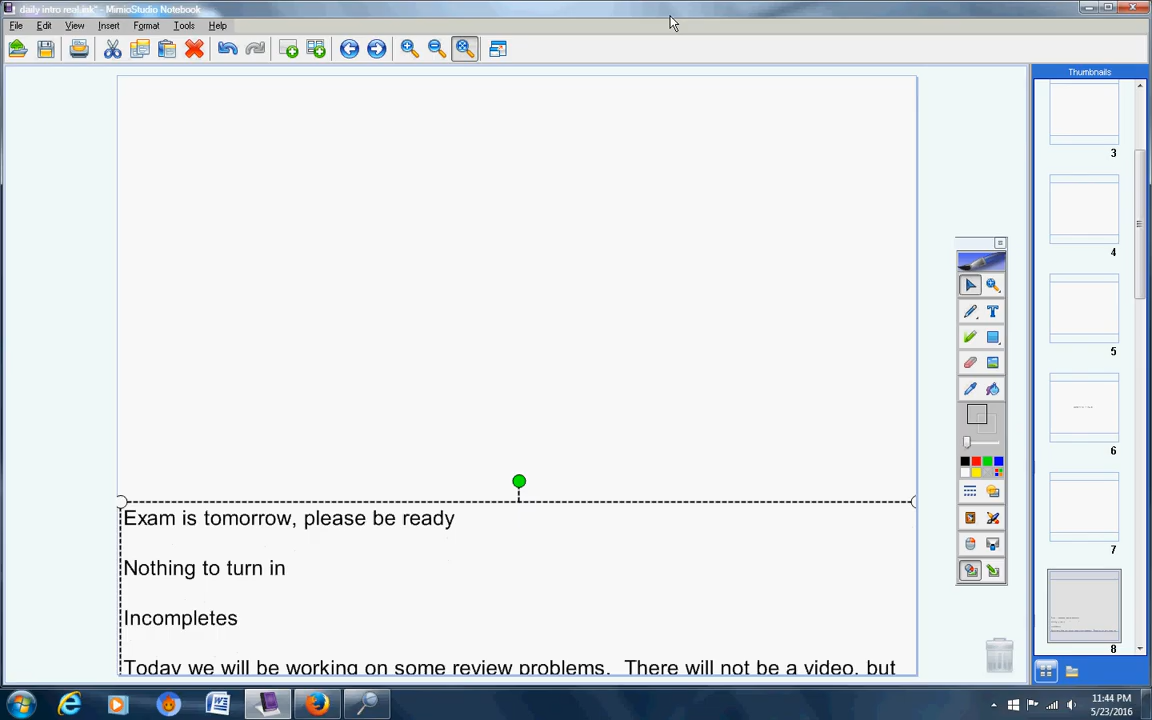 daily intro real.ink* - MimioStudio Notebook
File Edit View Insert Format Tools Help
Thumbnails
3
4
5
6
7
8
Exam is tomorrow, please be ready
Nothing to turn in
Incompletes
Today we will be working on some review problems. There will not be a video, but
11:44 PM
5/23/2016